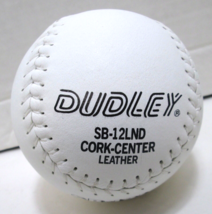 DUDLEY®
SB-12LND
CORK-CENTER
LEATHER